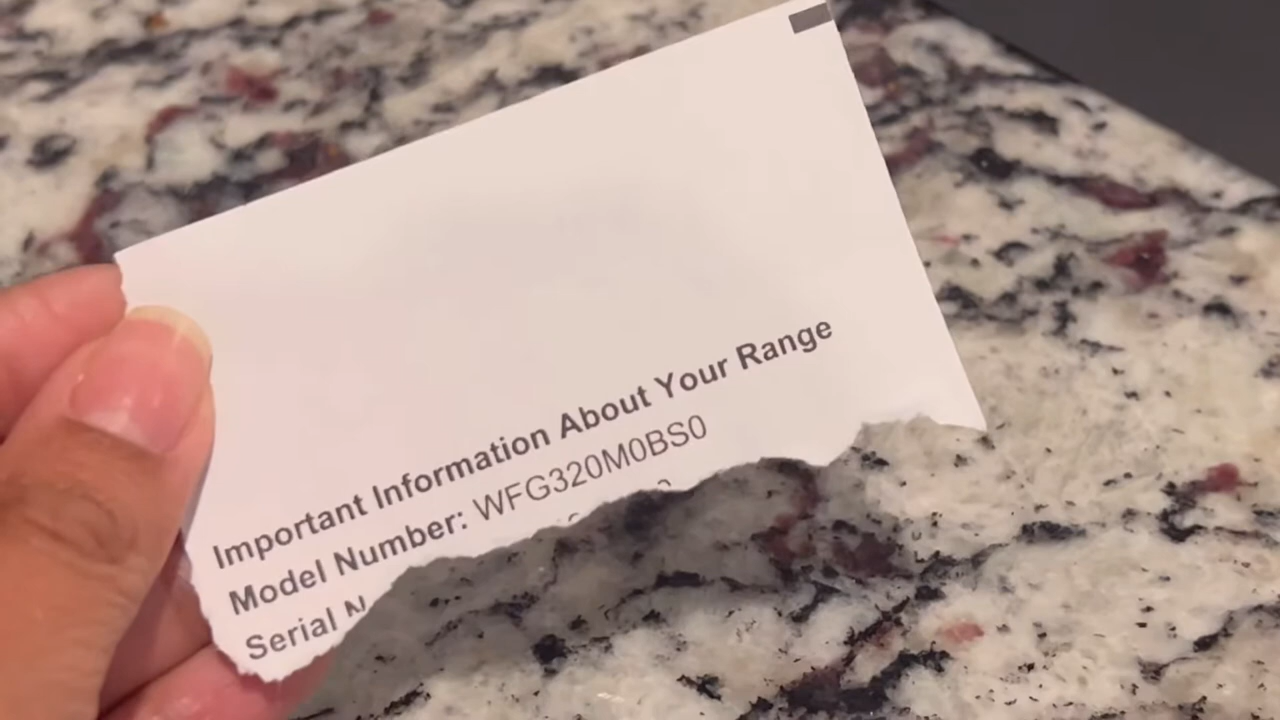 Important Information About Your Range
Model Number: WFG320M0BS0
Serial